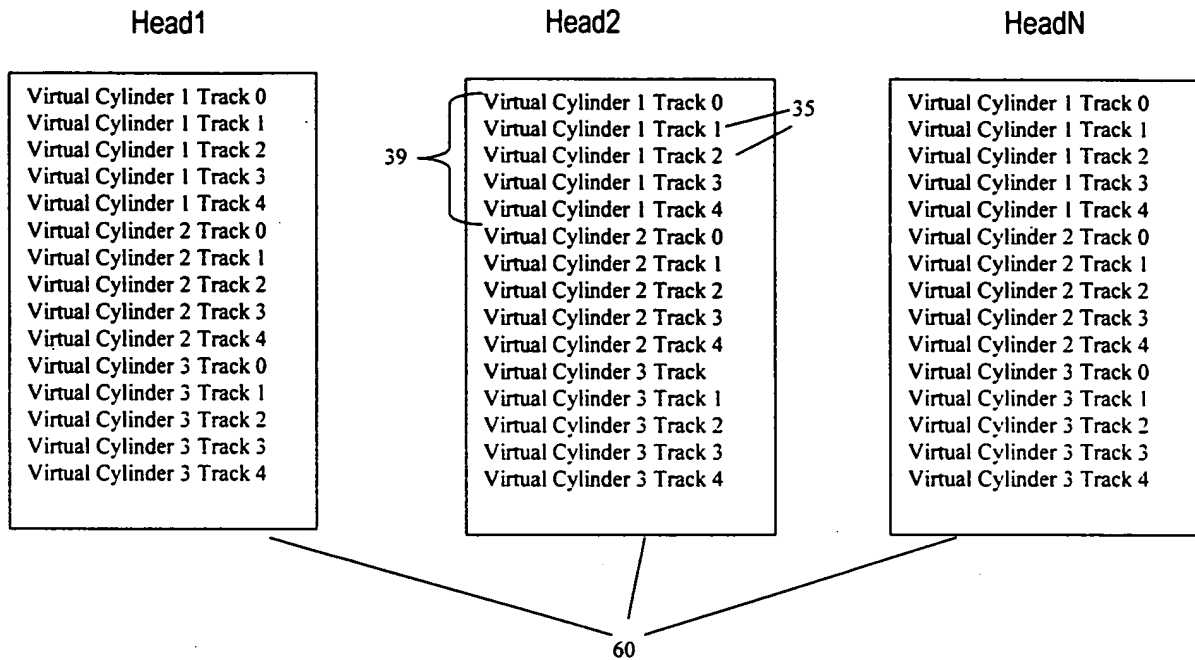 Head1
Virtual Cylinder 1 Track 0
Virtual Cylinder 1 Track 1
Virtual Cylinder 1 Track 2
Virtual Cylinder 1 Track 3
Virtual Cylinder 1 Track 4
Virtual Cylinder 2 Track 0
Virtual Cylinder 2 Track 1
Virtual Cylinder 2 Track 2
Virtual Cylinder 2 Track 3
Virtual Cylinder 2 Track 4
Virtual Cylinder 3 Track 0
Virtual Cylinder 3 Track 1
Virtual Cylinder 3 Track 2
Virtual Cylinder 3 Track 3
Virtual Cylinder 3 Track 4
Head2
39
Virtual Cylinder 1 Track 0
Virtual Cylinder 1 Track 1
Virtual Cylinder 1 Track 2
Virtual Cylinder 1 Track 3
Virtual Cylinder 1 Track 4
Virtual Cylinder 2 Track 0
Virtual Cylinder 2 Track 1
Virtual Cylinder 2 Track 2
Virtual Cylinder 2 Track 3
Virtual Cylinder 2 Track 4
Virtual Cylinder 3 Track
Virtual Cylinder 3 Track 1
Virtual Cylinder 3 Track 2
Virtual Cylinder 3 Track 3
Virtual Cylinder 3 Track 4
35
HeadN
Virtual Cylinder 1 Track 0
Virtual Cylinder 1 Track 1
Virtual Cylinder 1 Track 2
Virtual Cylinder 1 Track 3
Virtual Cylinder 1 Track 4
Virtual Cylinder 2 Track 0
Virtual Cylinder 2 Track 1
Virtual Cylinder 2 Track 2
Virtual Cylinder 2 Track 3
Virtual Cylinder 2 Track 4
Virtual Cylinder 3 Track 0
Virtual Cylinder 3 Track 1
Virtual Cylinder 3 Track 2
Virtual Cylinder 3 Track 3
Virtual Cylinder 3 Track 4
60